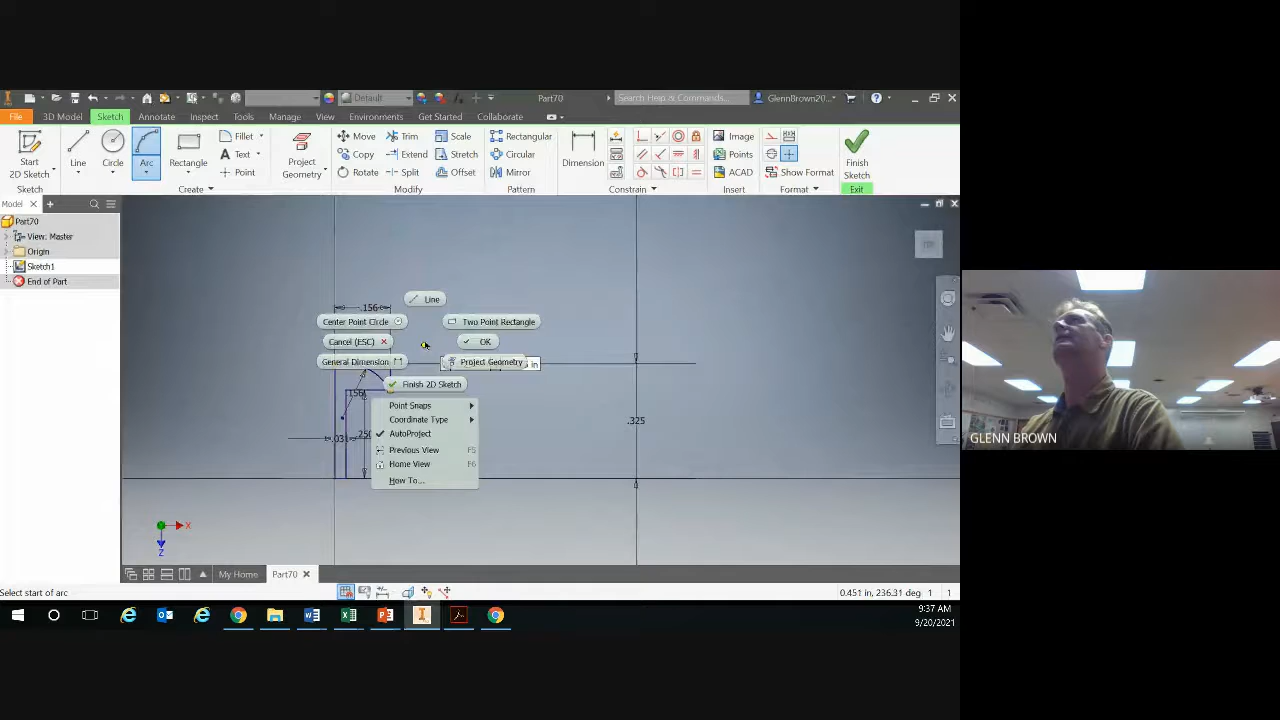 Default
Part70
Search Help & Commands...
GlennBrown20...
File
3D Model
Sketch
Annotate
Inspect
Tools
Manage
View
Environments
Get Started
Collaborate
Start
2D Sketch
Line
Circle
Arc
Rectangle
Fillet
Text
Point
Project
Geometry
Move
Copy
Rotate
Trim
Extend
Split
Scale
Stretch
Offset
Rectangular
Circular
Mirror
Dimension
Image
Points
ACAD
Show Format
Finish
Sketch
Sketch
Create
Modify
Pattern
Constrain
Insert
Format
Exit
Model
Part70
View: Master
Origin
Sketch1
End of Part
.156
Line
Center Point Circle
Two Point Rectangle
Cancel (ESC)
OK
General Dimension
Project Geometry
in
Finish 2D Sketch
.156
Point Snaps
Coordinate Type
AutoProject
Previous View F5
Home View F6
How To...
.031
.250
.325
X
Z
My Home
Part70
Select start of arc
0.451 in, 236.31 deg 1 1
9:37 AM
9/20/2021
GLENN BROWN